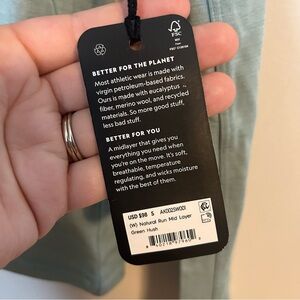 FSC
MIX
BETTER FOR THE PLANET
Most athletic wear is made with
virgin petroleum-based fabrics.
Ours is made with eucalyptus
fiber, merino wool, and recycled
materials. So more good stuff,
less bad stuff.
BETTER FOR YOU
A midlayer that gives you
everything you need when
you're on the move. It's soft,
breathable, temperature
regulating, and wicks moisture
with the best of them.
USD $98 S AK002SW001
(W) Natural Run Mid Layer
Green Hush